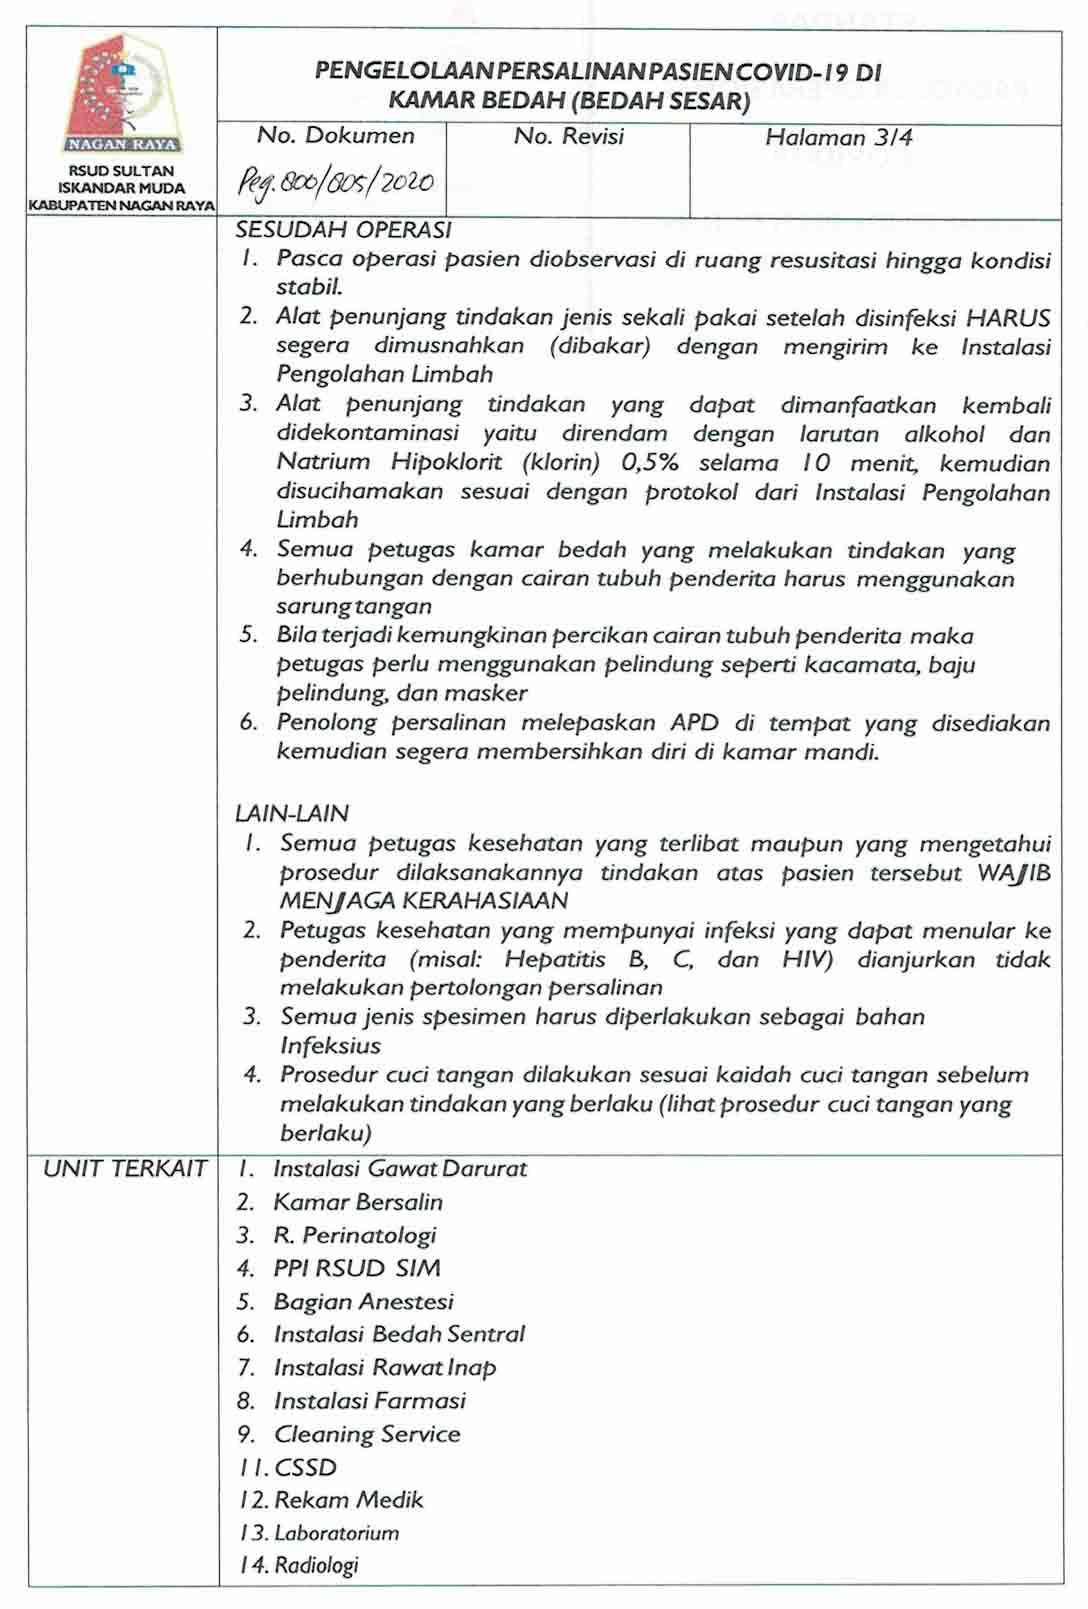 PENGELOLAAN PERSALINAN PASIEN COVID-19 DI
KAMAR BEDAH (BEDAH SESAR)
NAGAN RAYA
RSUD SULTAN
ISKANDAR MUDA
KABUPATEN NAGAN RAYA
No. Dokumen
Peg. 800/805/2020
No. Revisi
Halaman 3/4
SESUDAH OPERASI
1. Pasca operasi pasien diobservasi di ruang resusitasi hingga kondisi
stabil.
2. Alat penunjang tindakan jenis sekali pakai setelah disinfeksi HARUS
segera dimusnahkan (dibakar) dengan mengirim ke Instalasi
Pengolahan Limbah
3. Alat penunjang tindakan yang dapat dimanfaatkan kembali
didekontaminasi yaitu direndam dengan larutan alkohol dan
Natrium Hipoklorit (klorin) 0,5% selama 10 menit, kemudian
disucihamakan sesuai dengan protokol dari Instalasi Pengolahan
Limbah
4. Semua petugas kamar bedah yang melakukan tindakan yang
berhubungan dengan cairan tubuh penderita harus menggunakan
sarung tangan
5. Bila terjadi kemungkinan percikan cairan tubuh penderita maka
petugas perlu menggunakan pelindung seperti kacamata, baju
pelindung, dan masker
6. Penolong persalinan melepaskan APD di tempat yang disediakan
kemudian segera membersihkan diri di kamar mandi.
LAIN-LAIN
1. Semua petugas kesehatan yang terlibat maupun yang mengetahui
prosedur dilaksanakannya tindakan atas pasien tersebut WAJIB
MENJAGA KERAHASIAAN
2. Petugas kesehatan yang mempunyai infeksi yang dapat menular ke
penderita (misal: Hepatitis B, C, dan HIV) dianjurkan tidak
melakukan pertolongan persalinan
3. Semua jenis spesimen harus diperlakukan sebagai bahan
Infeksius
4. Prosedur cuci tangan dilakukan sesuai kaidah cuci tangan sebelum
melakukan tindakan yang berlaku (lihat prosedur cuci tangan yang
berlaku)
UNIT TERKAIT
1. Instalasi Gawat Darurat
2. Kamar Bersalin
3. R. Perinatologi
4. PPI RSUD SIM
5. Bagian Anestesi
6. Instalasi Bedah Sentral
7. Instalasi Rawat Inap
8. Instalasi Farmasi
9. Cleaning Service
11. CSSD
12. Rekam Medik
13. Laboratorium
14. Radiologi